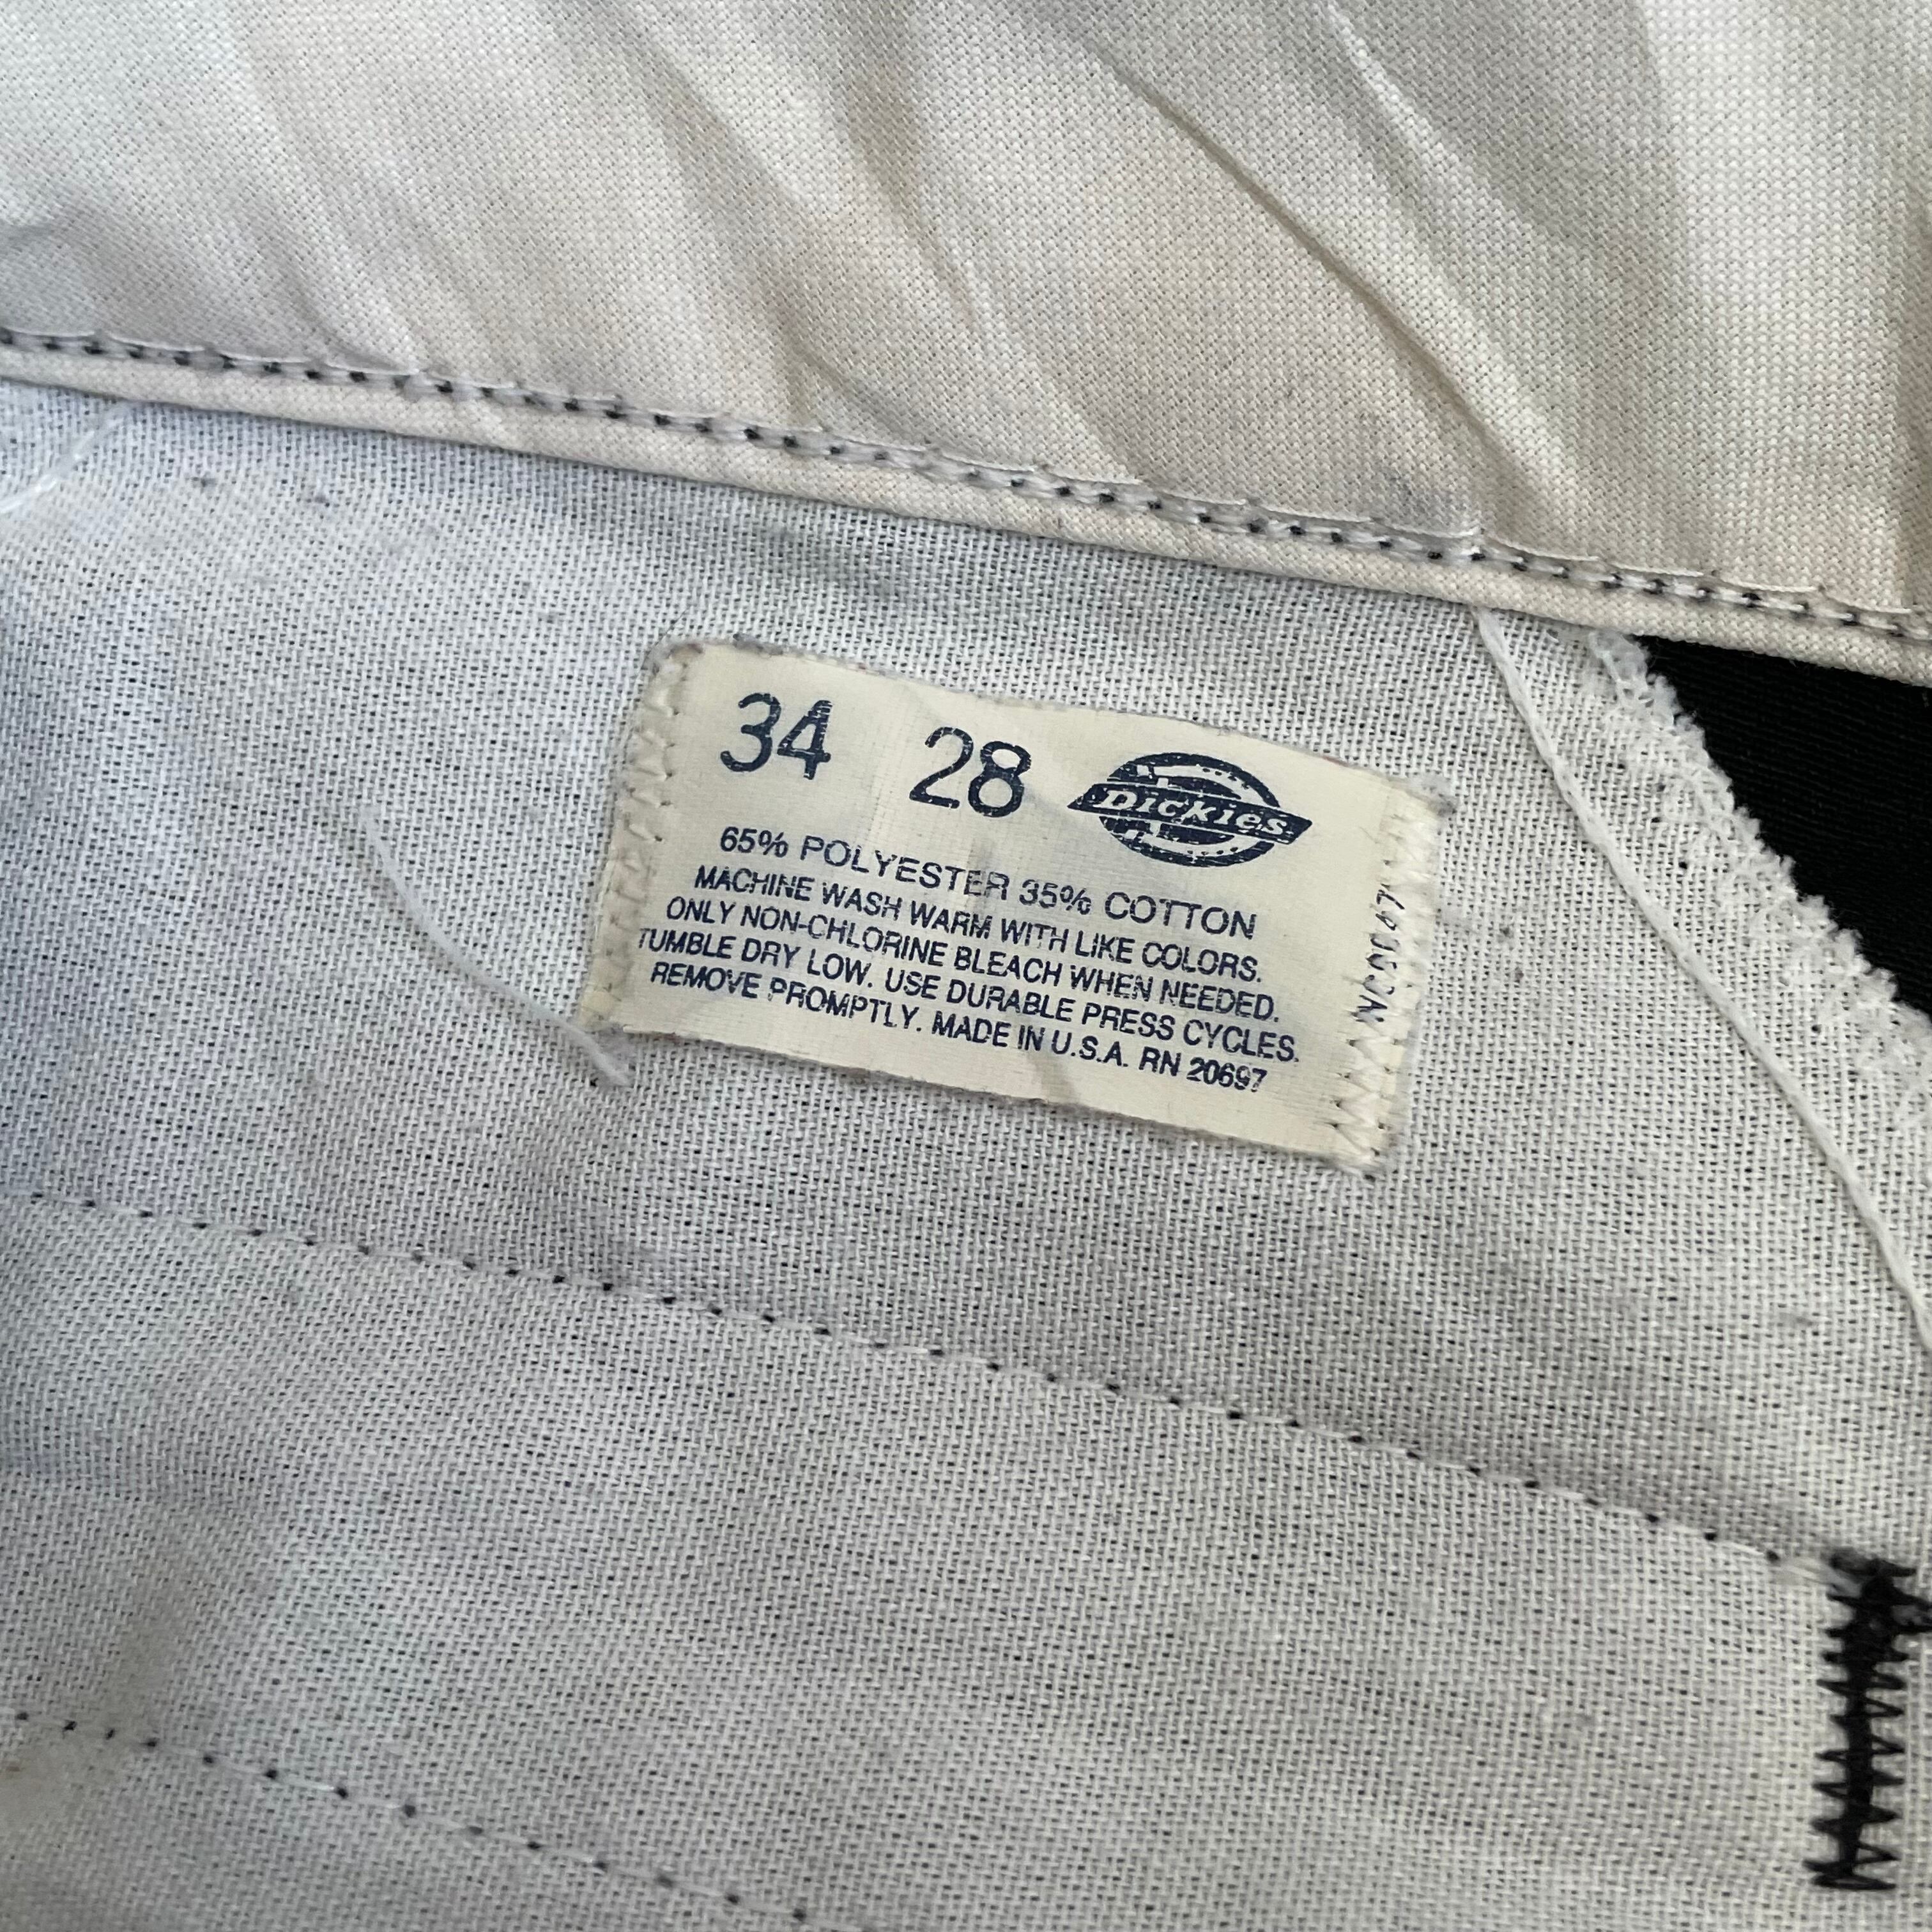 34 28 Dickies
65% POLYESTER 35% COTTON
MACHINE WASH WARM WITH LIKE COLORS.
ONLY NON-CHLORINE BLEACH WHEN NEEDED.
TUMBLE DRY LOW. USE DURABLE PRESS CYCLES.
REMOVE PROMPTLY. MADE IN U.S.A. RN 20697